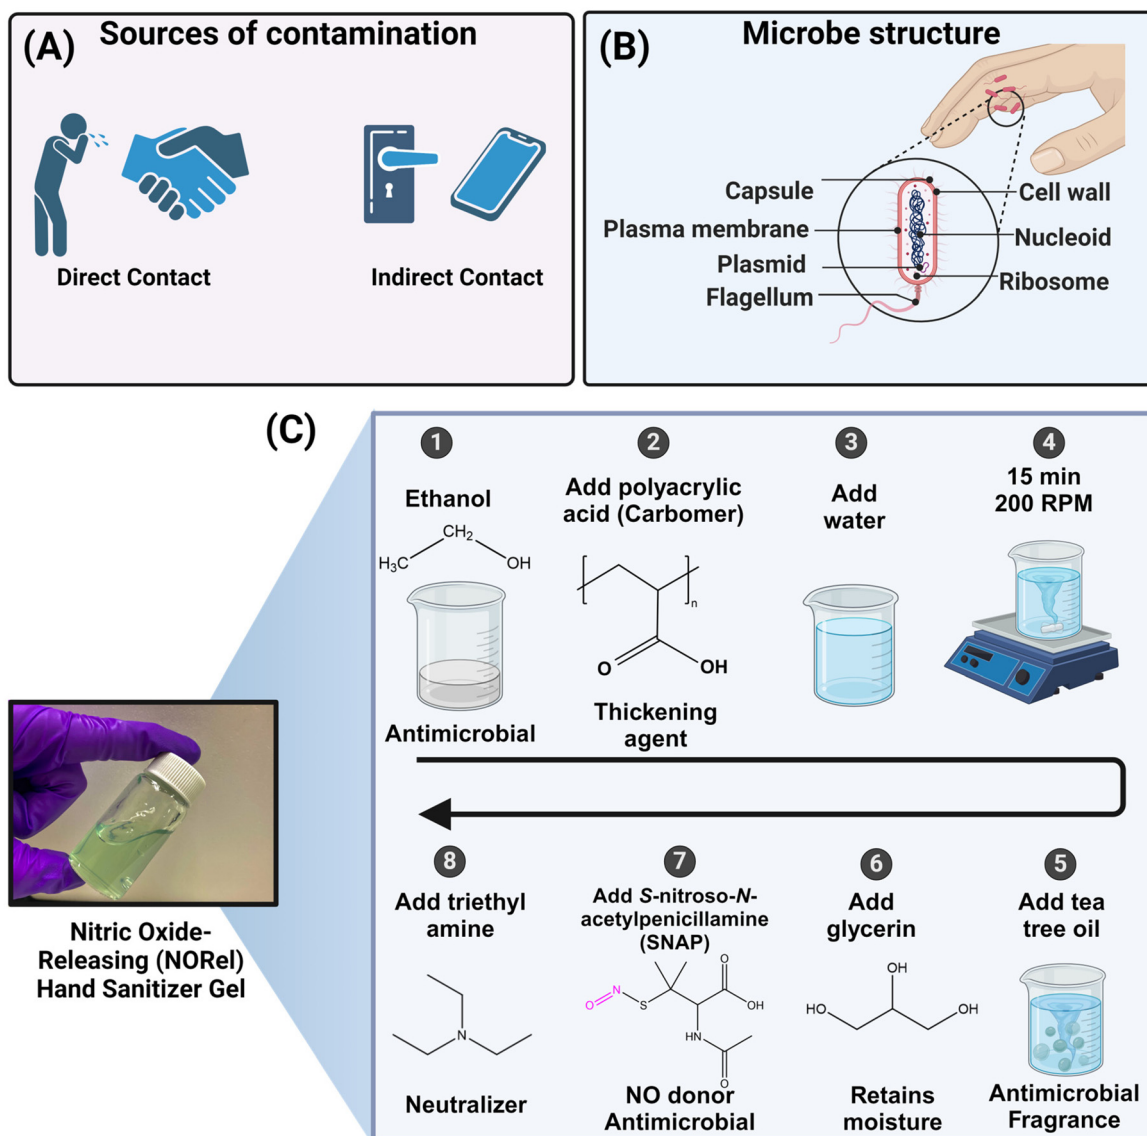 (A) Sources of contamination
Direct Contact
Indirect Contact
(B) Microbe structure
Capsule
Plasma membrane
Plasmid
Flagellum
Cell wall
Nucleoid
Ribosome
(C)
1
Ethanol
CH₂
H₃C
OH
Antimicrobial
2
Add polyacrylic
acid (Carbomer)
n
O
OH
Thickening
agent
3
Add
water
4
15 min
200 RPM
5
Add tea
tree oil
Antimicrobial
Fragrance
6
Add
glycerin
OH
HO
OH
Retains
moisture
7
Add S-nitroso-N-
acetylpenicillamine
(SNAP)
O
N
S
O
OH
HN
O
NO donor
Antimicrobial
8
Add triethyl
amine
N
Neutralizer
Nitric Oxide-
Releasing (NORel)
Hand Sanitizer Gel